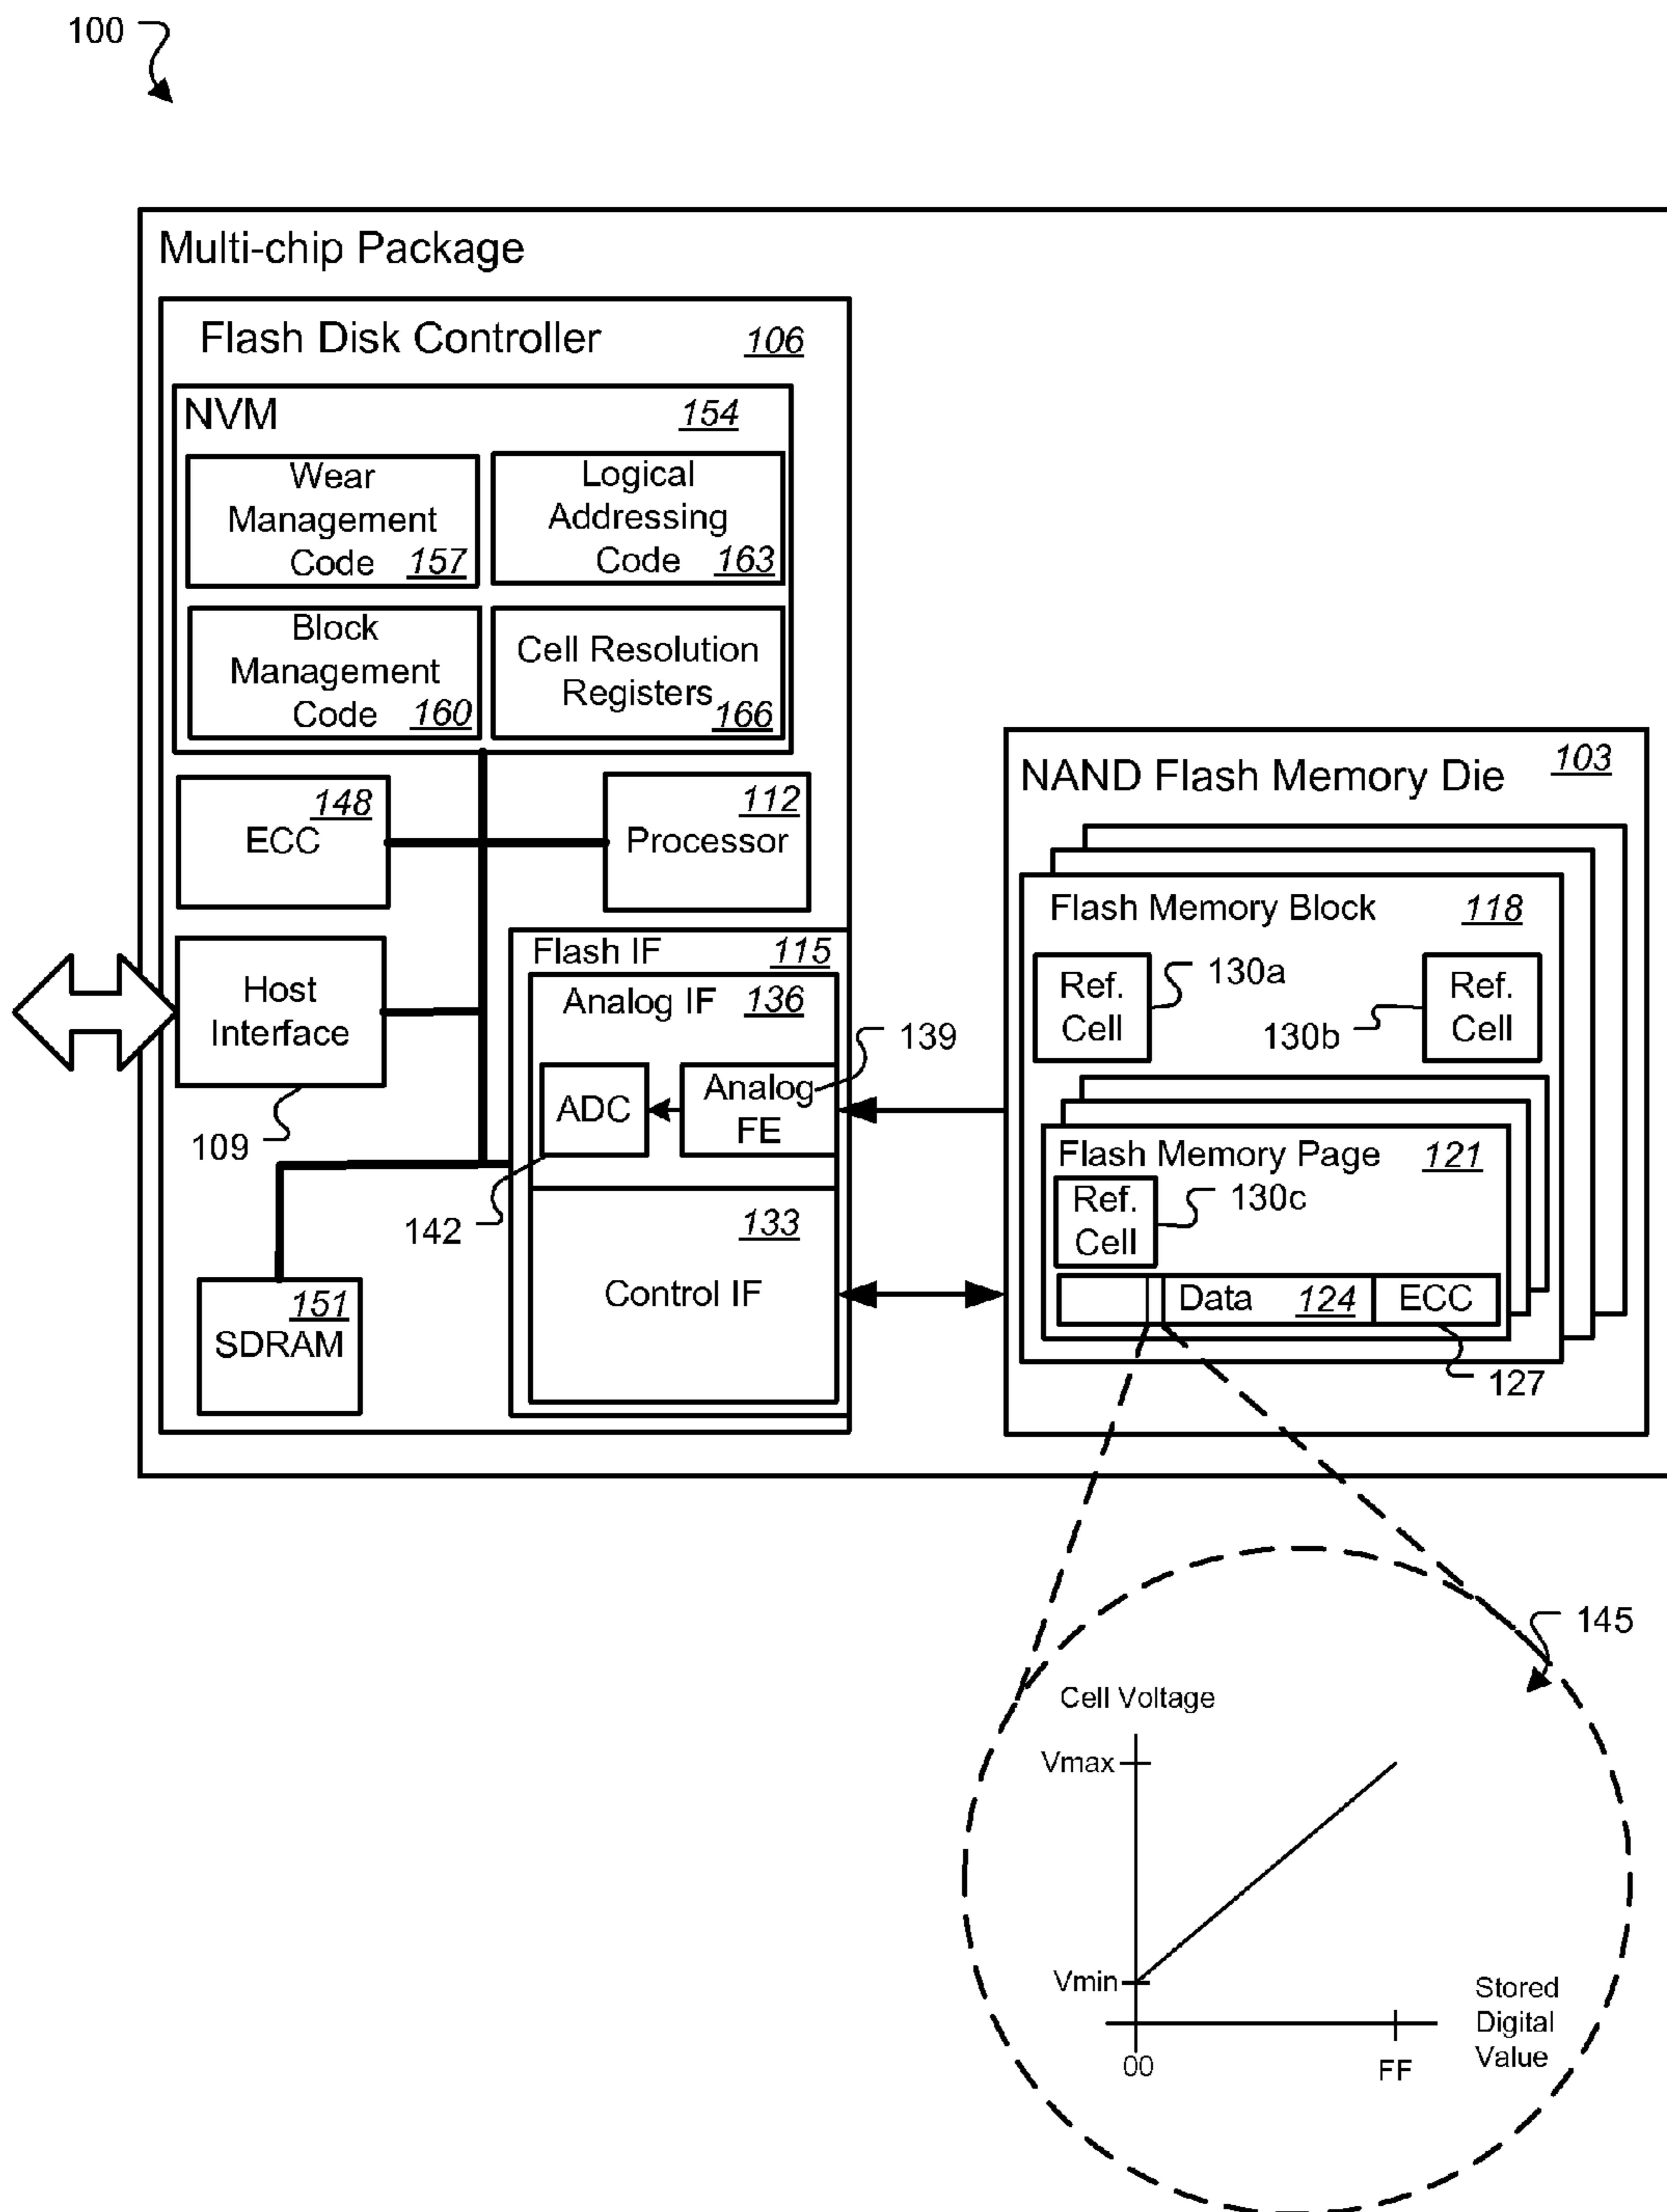 100
Multi-chip Package
Flash Disk Controller
106
NVM
154
Wear
Management
Code
157
Logical
Addressing
Code
163
Block
Management
Code
160
Cell Resolution
Registers
166
148
ECC
112
Processor
Host
Interface
109
Flash IF
115
Analog IF
136
139
ADC
Analog
FE
142
133
Control IF
151
SDRAM
NAND Flash Memory Die
103
Flash Memory Block
118
Ref.
Cell
130a
130b
Ref.
Cell
Flash Memory Page
121
Ref.
Cell
130c
Data
124
ECC
127
145
Cell Voltage
Vmax
Vmin
00
FF
Stored
Digital
Value